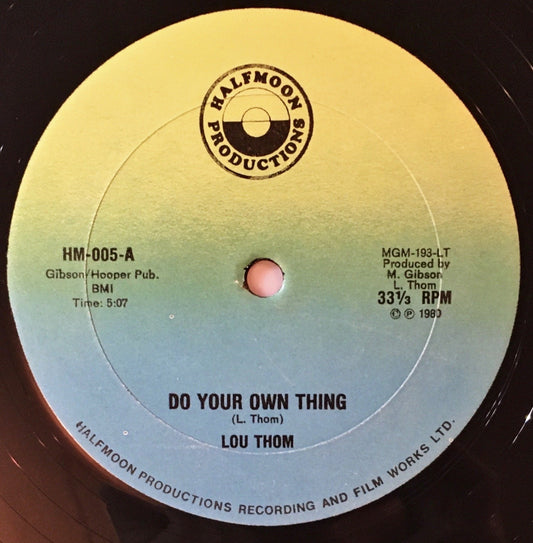 HALFMOON
PRODUCTIONS
HM-005-A
Gibson/Hooper Pub.
BMI
Time: 5:07
MGM-193-LT
Produced by
M. Gibson
L. Thom
33⅓ RPM
© ℗ 1980
DO YOUR OWN THING
(L. Thom)
LOU THOM
HALFMOON PRODUCTIONS RECORDING AND FILM WORKS LTD.